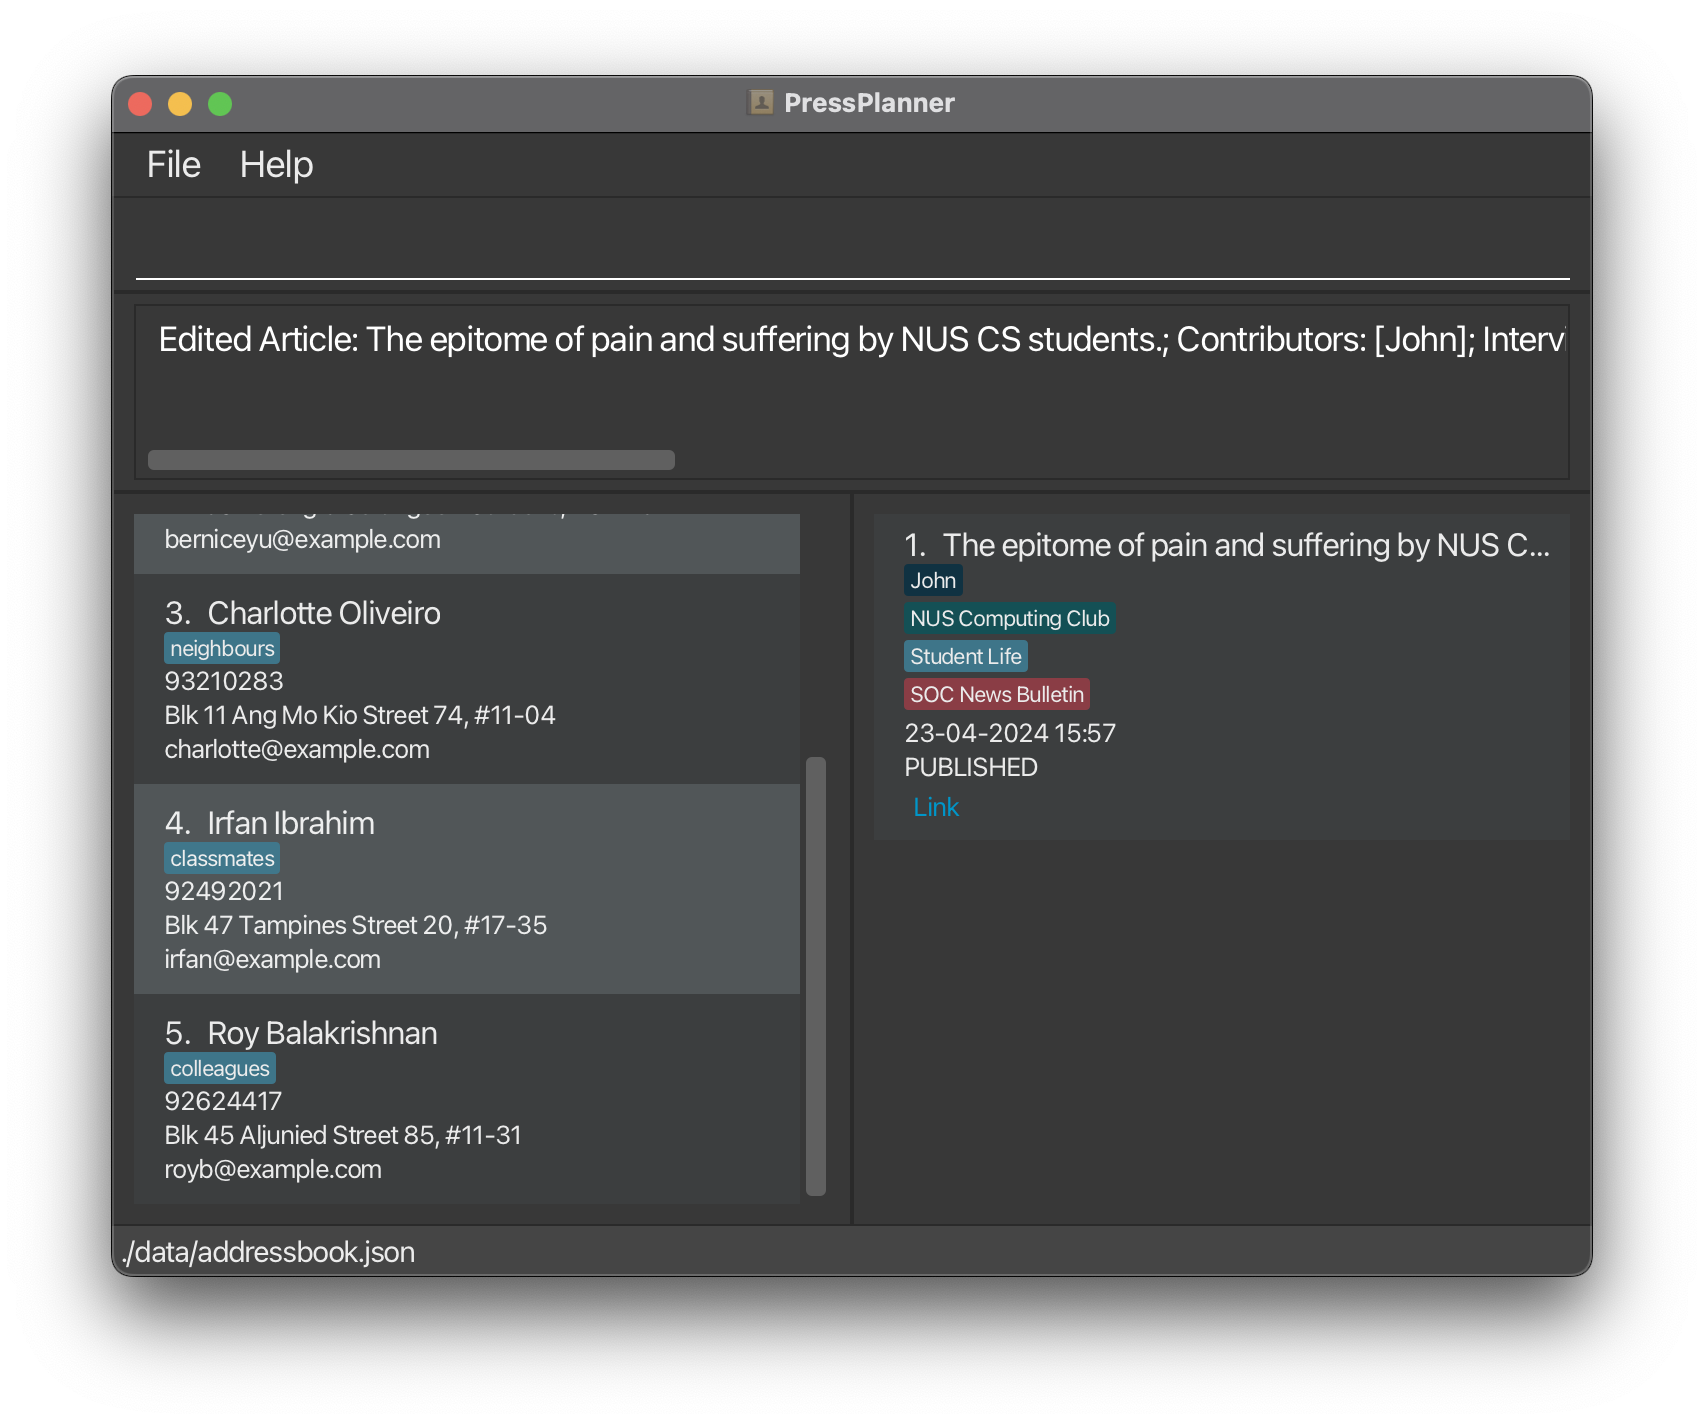 PressPlanner
File Help
Edited Article: The epitome of pain and suffering by NUS CS students.; Contributors: [John]; Intervi
berniceyu@example.com
3. Charlotte Oliveiro
neighbours
93210283
Blk 11 Ang Mo Kio Street 74, #11-04
charlotte@example.com
4. Irfan Ibrahim
classmates
92492021
Blk 47 Tampines Street 20, #17-35
irfan@example.com
5. Roy Balakrishnan
colleagues
92624417
Blk 45 Aljunied Street 85, #11-31
royb@example.com
1. The epitome of pain and suffering by NUS C...
John
NUS Computing Club
Student Life
SOC News Bulletin
23-04-2024 15:57
PUBLISHED
Link
./data/addressbook.json